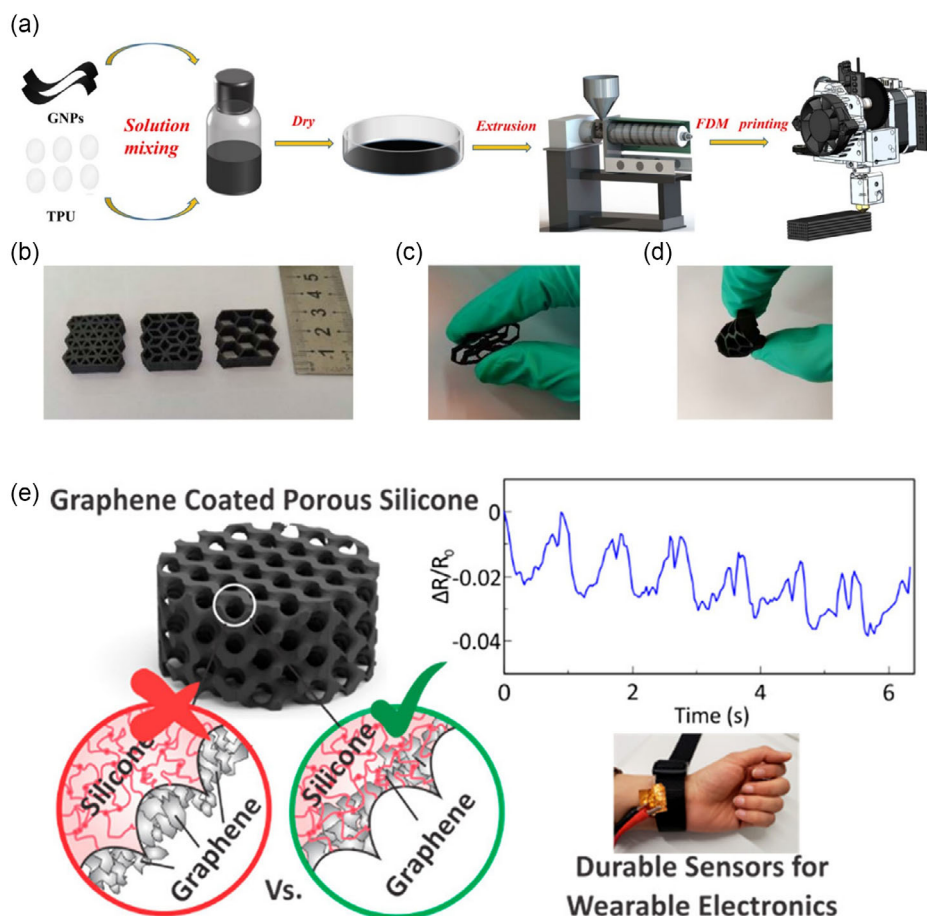 (a)
GNPs
TPU
Solution
mixing
Dry
Extrusion
FDM printing
(b)
5
4
3
2
1
(c)
(d)
(e)
Graphene Coated Porous Silicone
Silicone
Graphene
Vs.
Silicone
Graphene
ΔR/R0
0
-0.02
-0.04
0
2
4
6
Time (s)
Durable Sensors for
Wearable Electronics